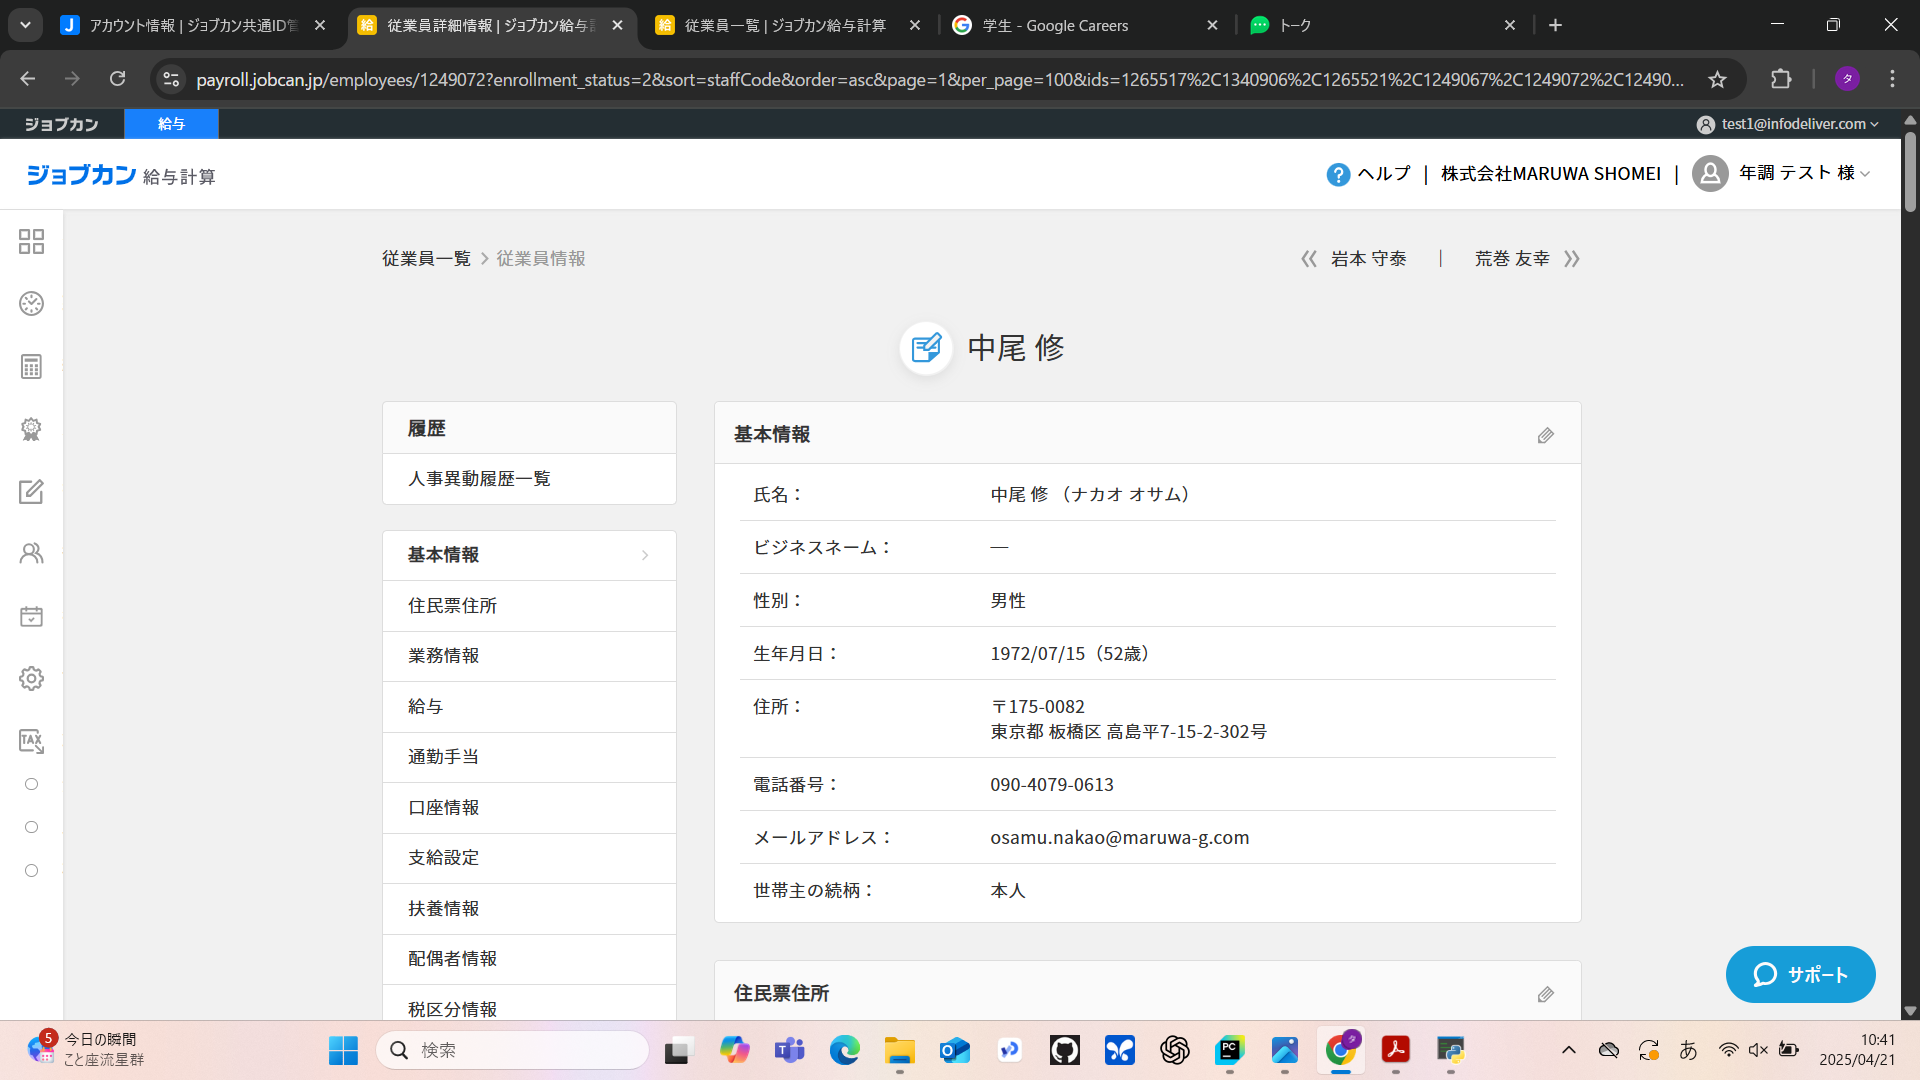 アカウント情報 | ジョブカン共通ID管
従業員詳細情報 | ジョブカン給与計
従業員一覧 | ジョブカン給与計算
学生 - Google Careers
トーク
payroll.jobcan.jp/employees/1249072?enrollment_status=2&sort=staffCode&order=asc&page=1&per_page=100&ids=1265517%2C1340906%2C1265521%2C1249067%2C1249072%2C12490...
タ
ジョブカン
給与
test1@infodeliver.com
ジョブカン 給与計算
? ヘルプ | 株式会社MARUWA SHOMEI | 年調 テスト 様
従業員一覧 > 従業員情報
岩本 守泰 | 荒巻 友幸
中尾 修
履歴
人事異動履歴一覧
基本情報
住民票住所
業務情報
給与
通勤手当
口座情報
支給設定
扶養情報
配偶者情報
税区分情報
基本情報
氏名： 中尾 修 （ナカオ オサム）
ビジネスネーム： ―
性別： 男性
生年月日： 1972/07/15（52歳）
住所： 〒175-0082
東京都 板橋区 高島平7-15-2-302号
電話番号： 090-4079-0613
メールアドレス： osamu.nakao@maruwa-g.com
世帯主の続柄： 本人
住民票住所
TAX
サポート
5
今日の瞬間
こと座流星群
検索
PC
タ
あ
10:41
2025/04/21